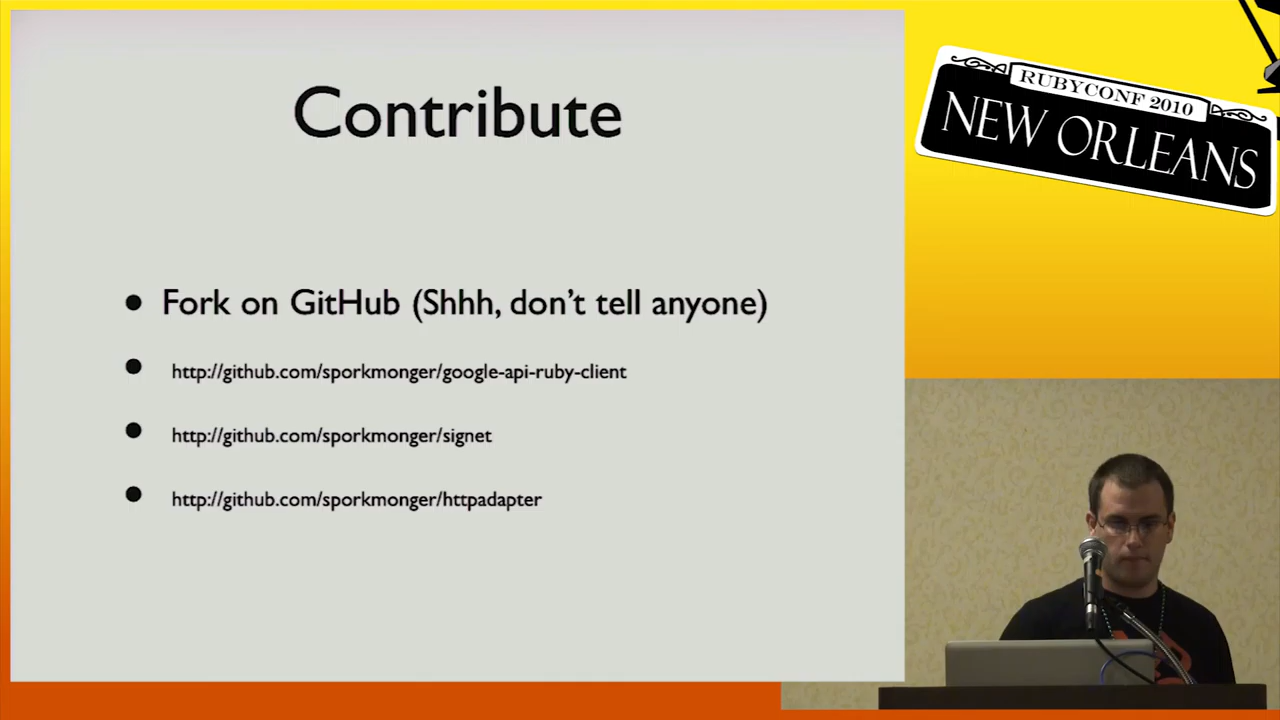 Contribute
• Fork on GitHub (Shhh, don't tell anyone)
• http://github.com/sporkmonger/google-api-ruby-client
• http://github.com/sporkmonger/signet
• http://github.com/sporkmonger/httpadapter
RUBYCONF 2010
NEW ORLEANS